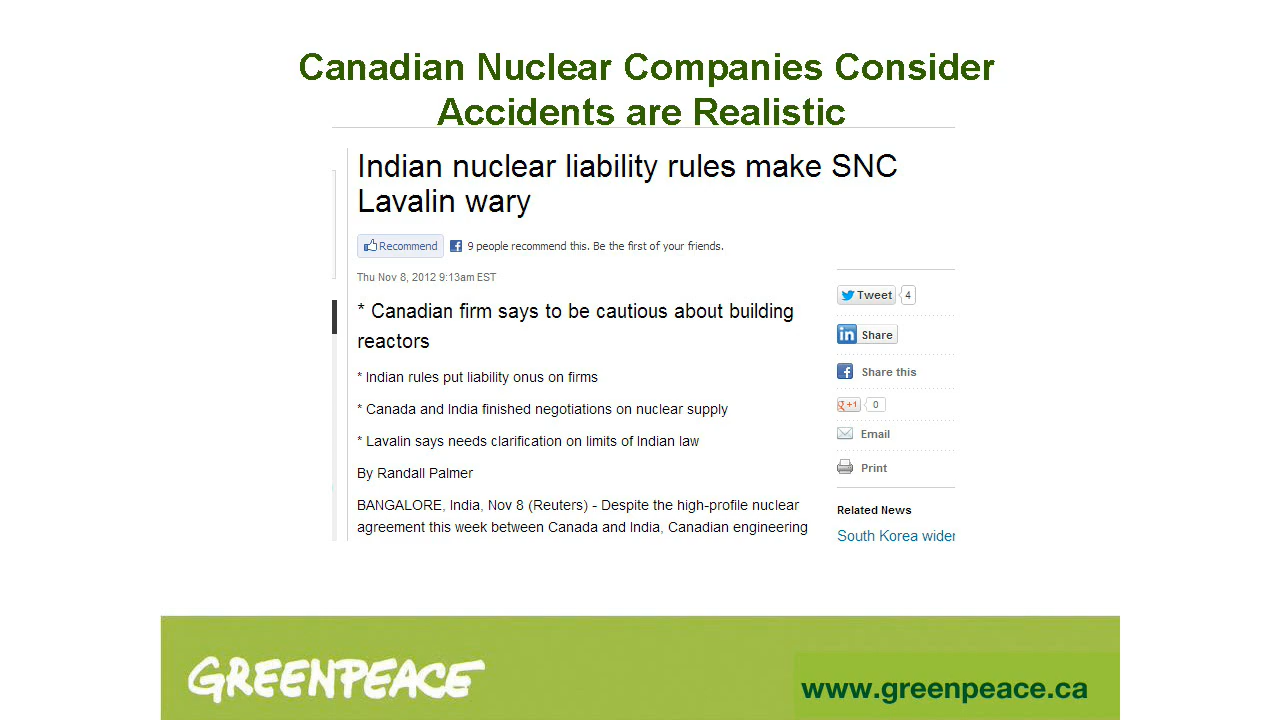 Canadian Nuclear Companies Consider
Accidents are Realistic
Indian nuclear liability rules make SNC
Lavalin wary
Recommend 9 people recommend this. Be the first of your friends.
Thu Nov 8, 2012 9:13am EST
* Canadian firm says to be cautious about building
reactors
* Indian rules put liability onus on firms
* Canada and India finished negotiations on nuclear supply
* Lavalin says needs clarification on limits of Indian law
By Randall Palmer
BANGALORE, India, Nov 8 (Reuters) - Despite the high-profile nuclear
agreement this week between Canada and India, Canadian engineering
Tweet 4
in Share
Share this
+1 0
Email
Print
Related News
South Korea wider
GREENPEACE
www.greenpeace.ca